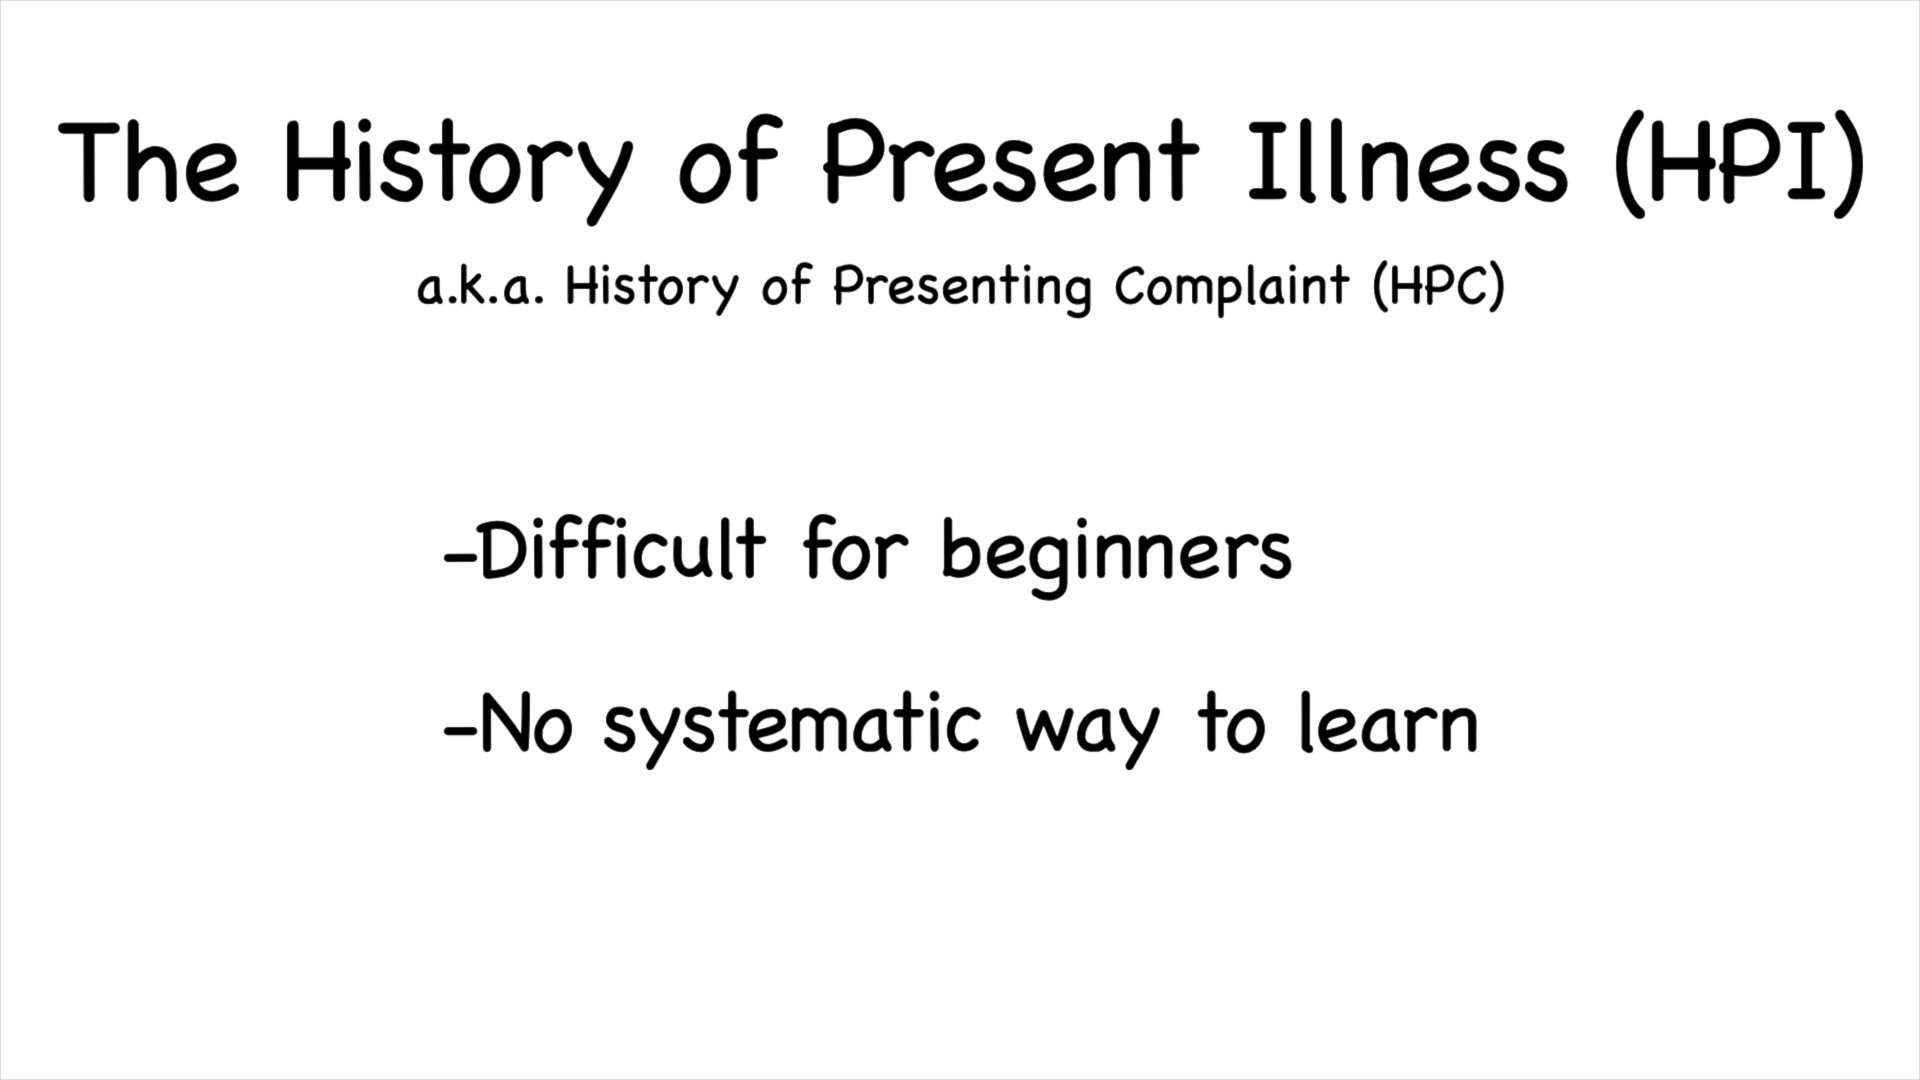 The History of Present Illness (HPI)
a.k.a. History of Presenting Complaint (HPC)
-Difficult for beginners
-No systematic way to learn